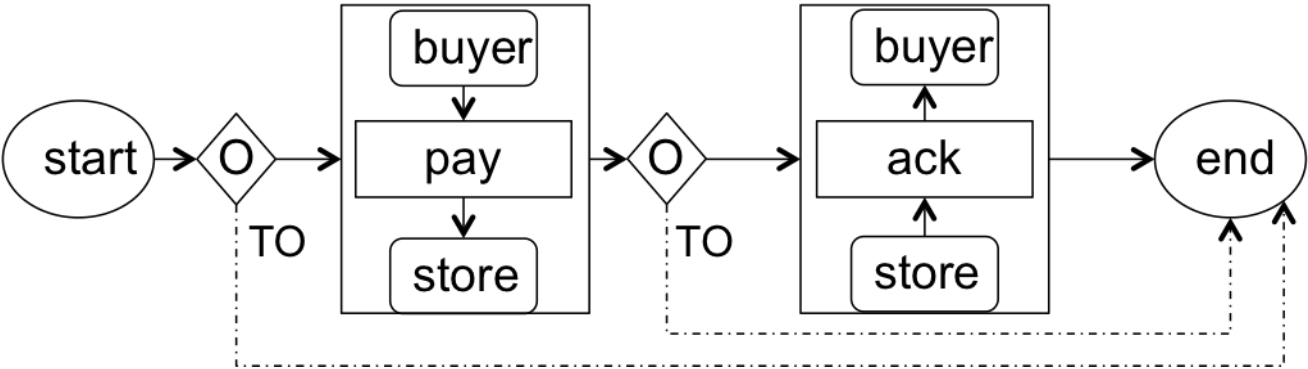 start
O
TO
buyer
pay
store
O
TO
buyer
ack
store
end